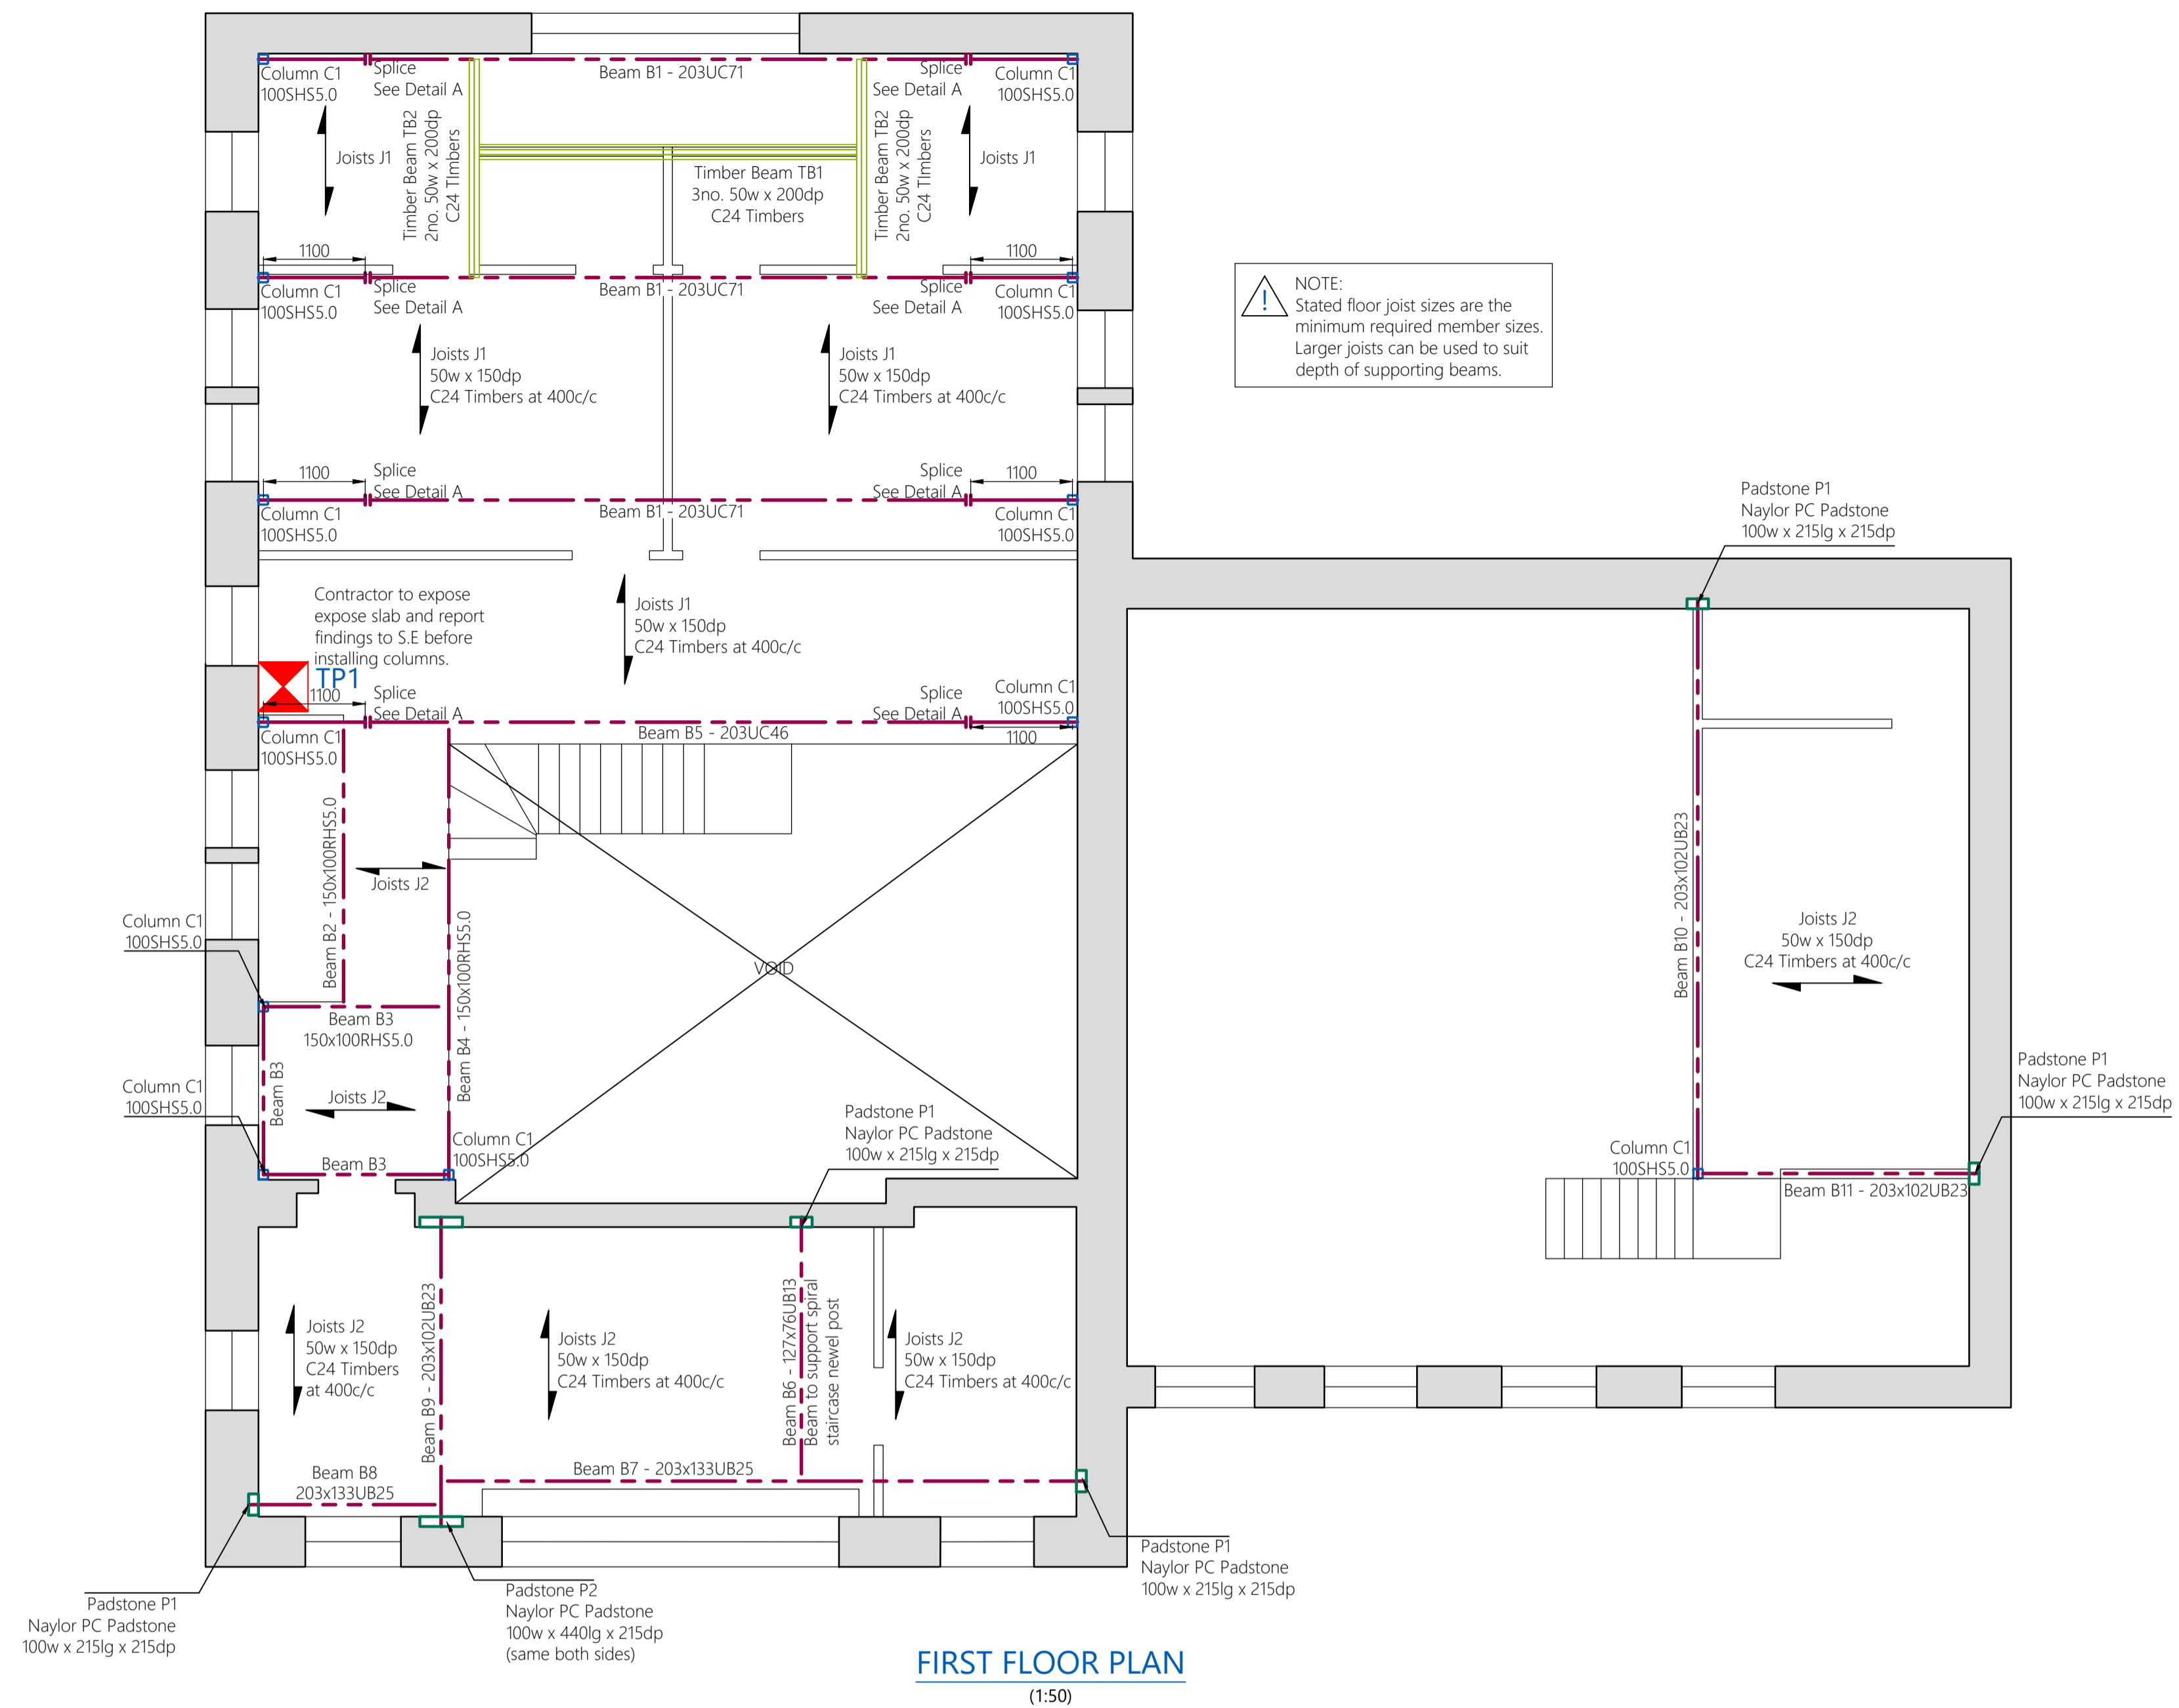 Column C1
100SHS5.0
Splice
See Detail A
Beam B1 - 203UC71
Splice
See Detail A
Column C1
100SHS5.0
Joists J1
Timber Beam TB2
2no. 50w x 200dp
C24 TImbers
Timber Beam TB1
3no. 50w x 200dp
C24 Timbers
Timber Beam TB2
2no. 50w x 200dp
C24 Timbers
Joists J1
1100
1100
Column C1
100SHS5.0
Splice
See Detail A
Beam B1 - 203UC71
Splice
See Detail A
Column C1
100SHS5.0
NOTE:
Stated floor joist sizes are the
minimum required member sizes.
Larger joists can be used to suit
depth of supporting beams.
!
Joists J1
50w x 150dp
C24 Timbers at 400c/c
Joists J1
50w x 150dp
C24 Timbers at 400c/c
1100
Splice
See Detail A
Splice
See Detail A
1100
Column C1
100SHS5.0
Beam B1 - 203UC71
Column C1
100SHS5.0
Padstone P1
Naylor PC Padstone
100w x 215lg x 215dp
Contractor to expose
expose slab and report
findings to S.E before
installing columns.
TP1
Joists J1
50w x 150dp
C24 Timbers at 400c/c
1100
Splice
See Detail A
Splice
See Detail A
Column C1
100SHS5.0
1100
Column C1
100SHS5.0
Beam B5 - 203UC46
Beam B2 - 150x100RHS5.0
Joists J2
Beam B4 - 150x100RHS5.0
Column C1
100SHS5.0
VOID
Beam B10 - 203x102UB23
Joists J2
50w x 150dp
C24 Timbers at 400c/c
Beam B3
150x100RHS5.0
Column C1
100SHS5.0
Beam B3
Joists J2
Beam B3
Column C1
100SHS5.0
Padstone P1
Naylor PC Padstone
100w x 215lg x 215dp
Column C1
100SHS5.0
Beam B11 - 203x102UB23
Padstone P1
Naylor PC Padstone
100w x 215lg x 215dp
Joists J2
50w x 150dp
C24 Timbers
at 400c/c
Beam B9 - 203x102UB23
Joists J2
50w x 150dp
C24 Timbers at 400c/c
Beam B6 - 127x76UB13
Beam to support spiral
staircase newel post
Joists J2
50w x 150dp
C24 Timbers at 400c/c
Beam B8
203x133UB25
Beam B7 - 203x133UB25
Padstone P1
Naylor PC Padstone
100w x 215lg x 215dp
Padstone P2
Naylor PC Padstone
100w x 440lg x 215dp
(same both sides)
Padstone P1
Naylor PC Padstone
100w x 215lg x 215dp
FIRST FLOOR PLAN
(1:50)